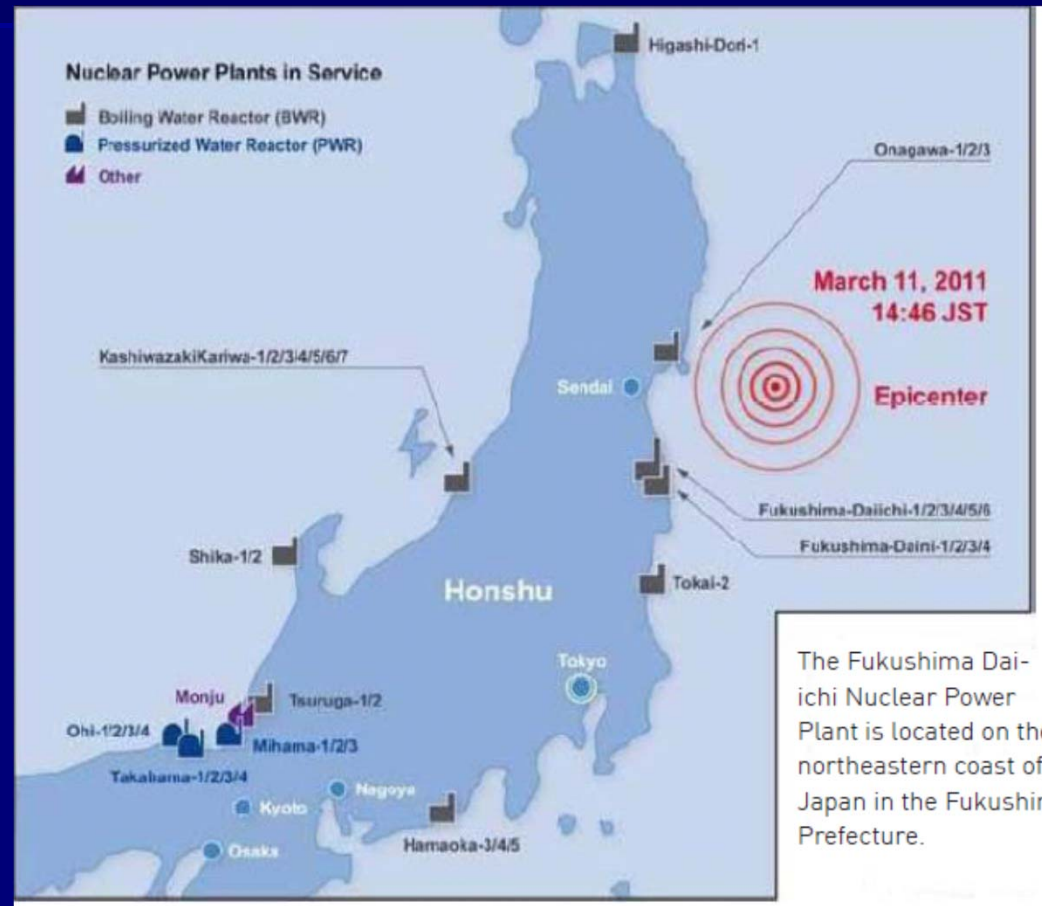 Nuclear Power Plants in Service
Boiling Water Reactor (BWR)
Pressurized Water Reactor (PWR)
Other
Higashi-Dori-1
Onagawa-1/2/3
March 11, 2011
14:46 JST
Epicenter
KashiwazakiKariwa-1/2/3/4/5/6/7
Sendai
Fukushima-Daiichi-1/2/3/4/5/6
Fukushima-Daini-1/2/3/4
Shika-1/2
Honshu
Tokai-2
Tokyo
Monju
Tsuruga-1/2
Ohi-1/2/3/4
Mihama-1/2/3
Takahama-1/2/3/4
Nagoya
Kyoto
Hamaoka-3/4/5
Osaka
The Fukushima Dai-
ichi Nuclear Power
Plant is located on the
northeastern coast of
Japan in the
Prefecture.